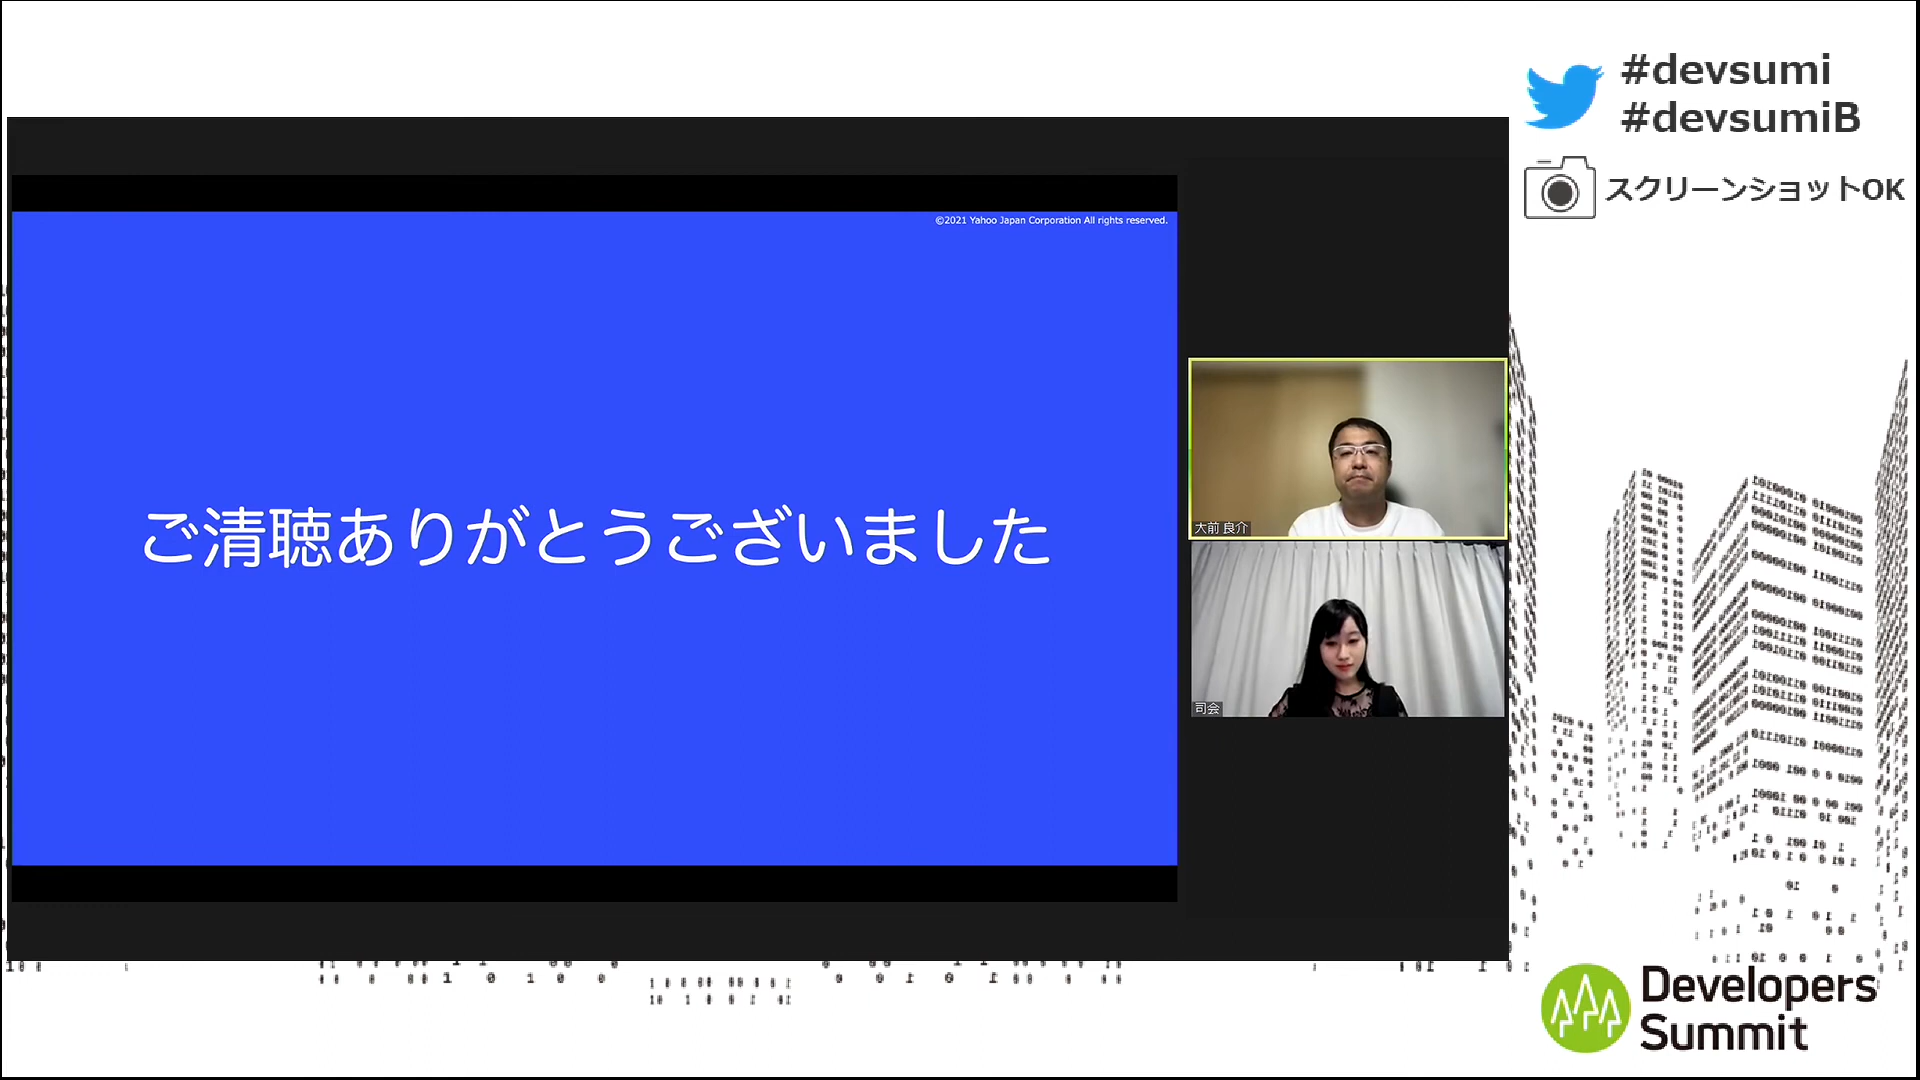 #devsumi
#devsumiB
スクリーンショットOK
©2021 Yahoo Japan Corporation All rights reserved.
ご清聴ありがとうございました
大前 良介
司会
Developers
Summit